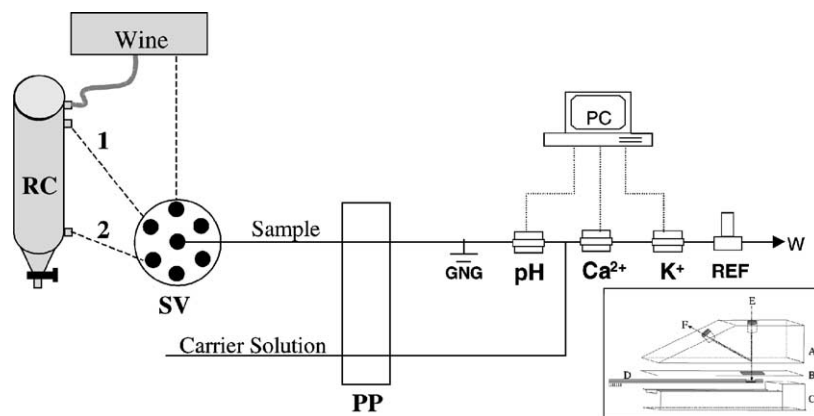 Wine
1
RC
2
SV
Sample
Carrier Solution
PP
PC
GNG
pH
Ca²⁺
K⁺
REF
W
E
F
A
B
D
C